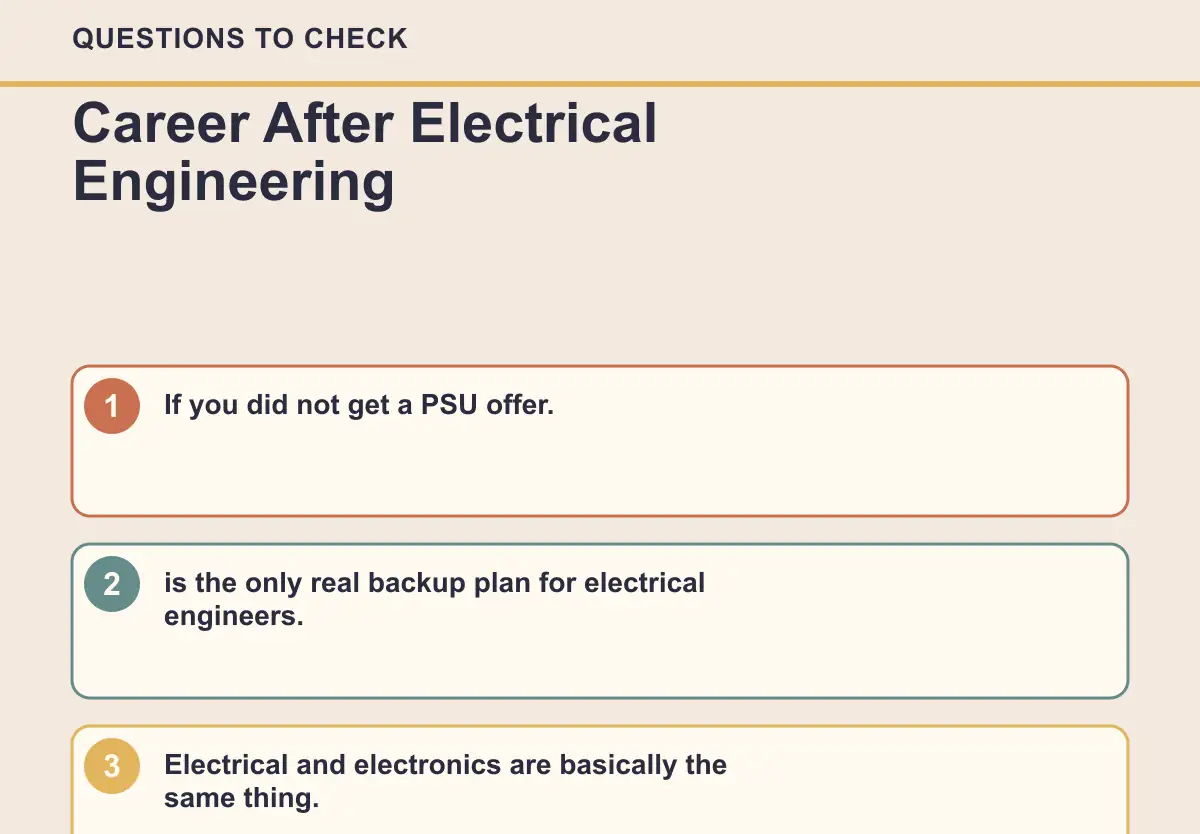 QUESTIONS TO CHECK
Career After Electrical
Engineering
1
If you did not get a PSU offer.
2
is the only real backup plan for electrical
engineers.
3
Electrical and electronics are basically the
same thing.